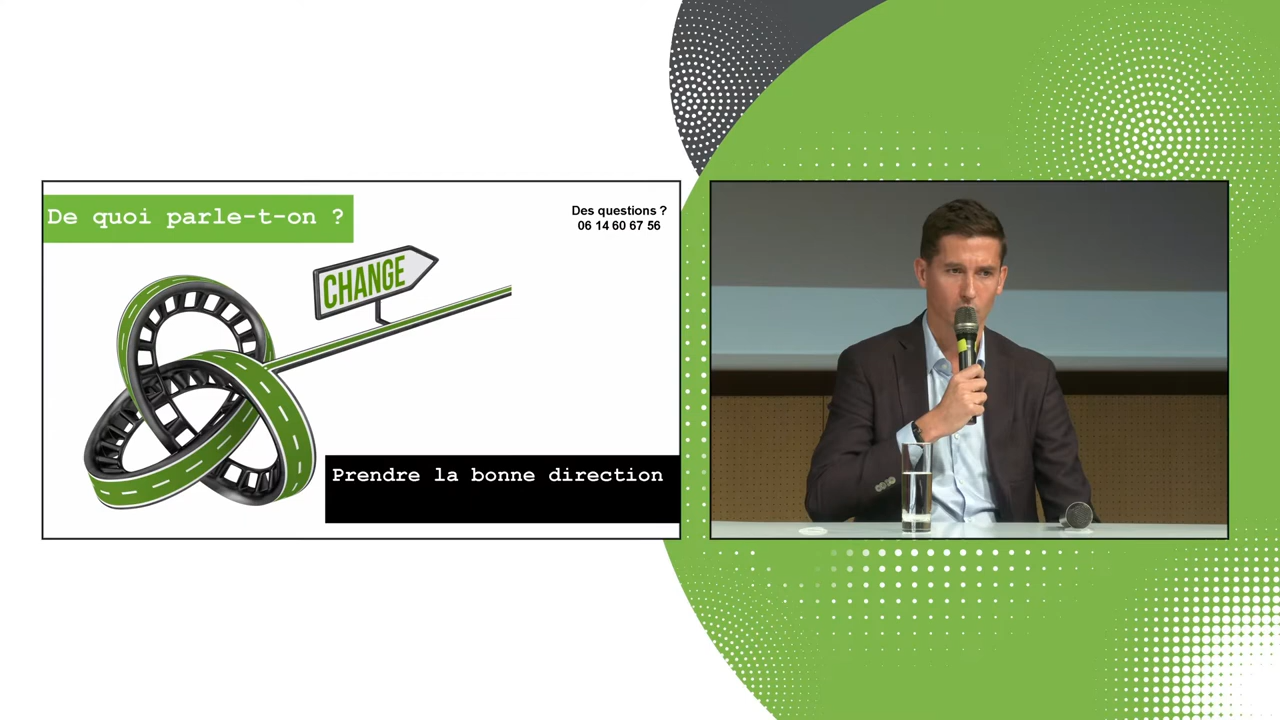 De quoi parle-t-on ?
Des questions ?
06 14 60 67 56
CHANGE
Prendre la bonne direction